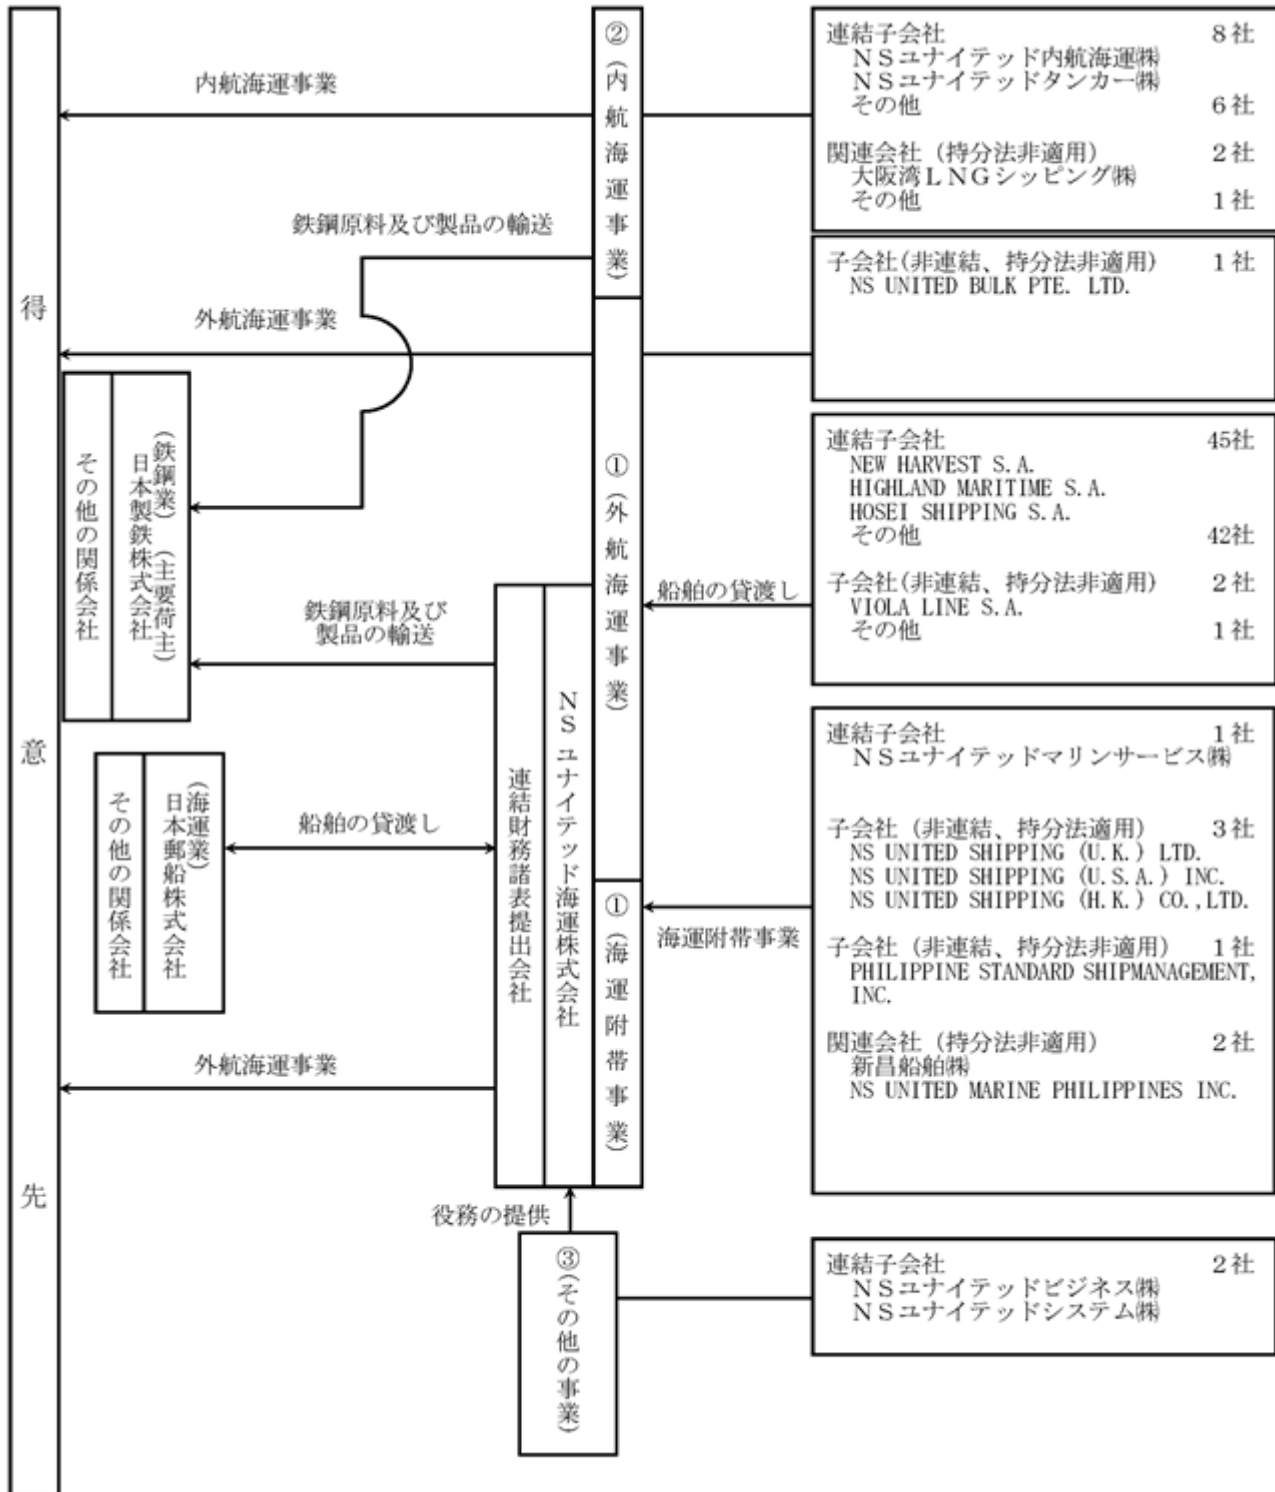 得意先
内航海運事業
鉄鋼原料及び製品の輸送
外航海運事業
(鉄鋼業) (主要荷主)
日本製鉄株式会社
その他の関係会社
鉄鋼原料及び
製品の輸送
(海運業)
日本郵船株式会社
その他の関係会社
船舶の貸渡し
外航海運事業
NSユナイテッド海運株式会社
連結財務諸表提出会社
②(内航海運事業)
①(外航海運事業)
①(海運附帯事業)
役務の提供
③(その他の事業)
船舶の貸渡し
海運附帯事業
連結子会社 8社
NSユナイテッド内航海運㈱
NSユナイテッドタンカー㈱
その他 6社
関連会社(持分法非適用) 2社
大阪湾LNGシッピング㈱
その他 1社
子会社(非連結、持分法非適用) 1社
NS UNITED BULK PTE. LTD.
連結子会社 45社
NEW HARVEST S.A.
HIGHLAND MARITIME S.A.
HOSEI SHIPPING S.A.
その他 42社
子会社(非連結、持分法非適用) 2社
VIOLA LINE S.A.
その他 1社
連結子会社 1社
NSユナイテッドマリンサービス㈱
子会社(非連結、持分法適用) 3社
NS UNITED SHIPPING (U.K.) LTD.
NS UNITED SHIPPING (U.S.A.) INC.
NS UNITED SHIPPING (H.K.) CO.,LTD.
子会社(非連結、持分法非適用) 1社
PHILIPPINE STANDARD SHIPMANAGEMENT,
INC.
関連会社(持分法非適用) 2社
新昌船舶㈱
NS UNITED MARINE PHILIPPINES INC.
連結子会社 2社
NSユナイテッドビジネス㈱
NSユナイテッドシステム㈱